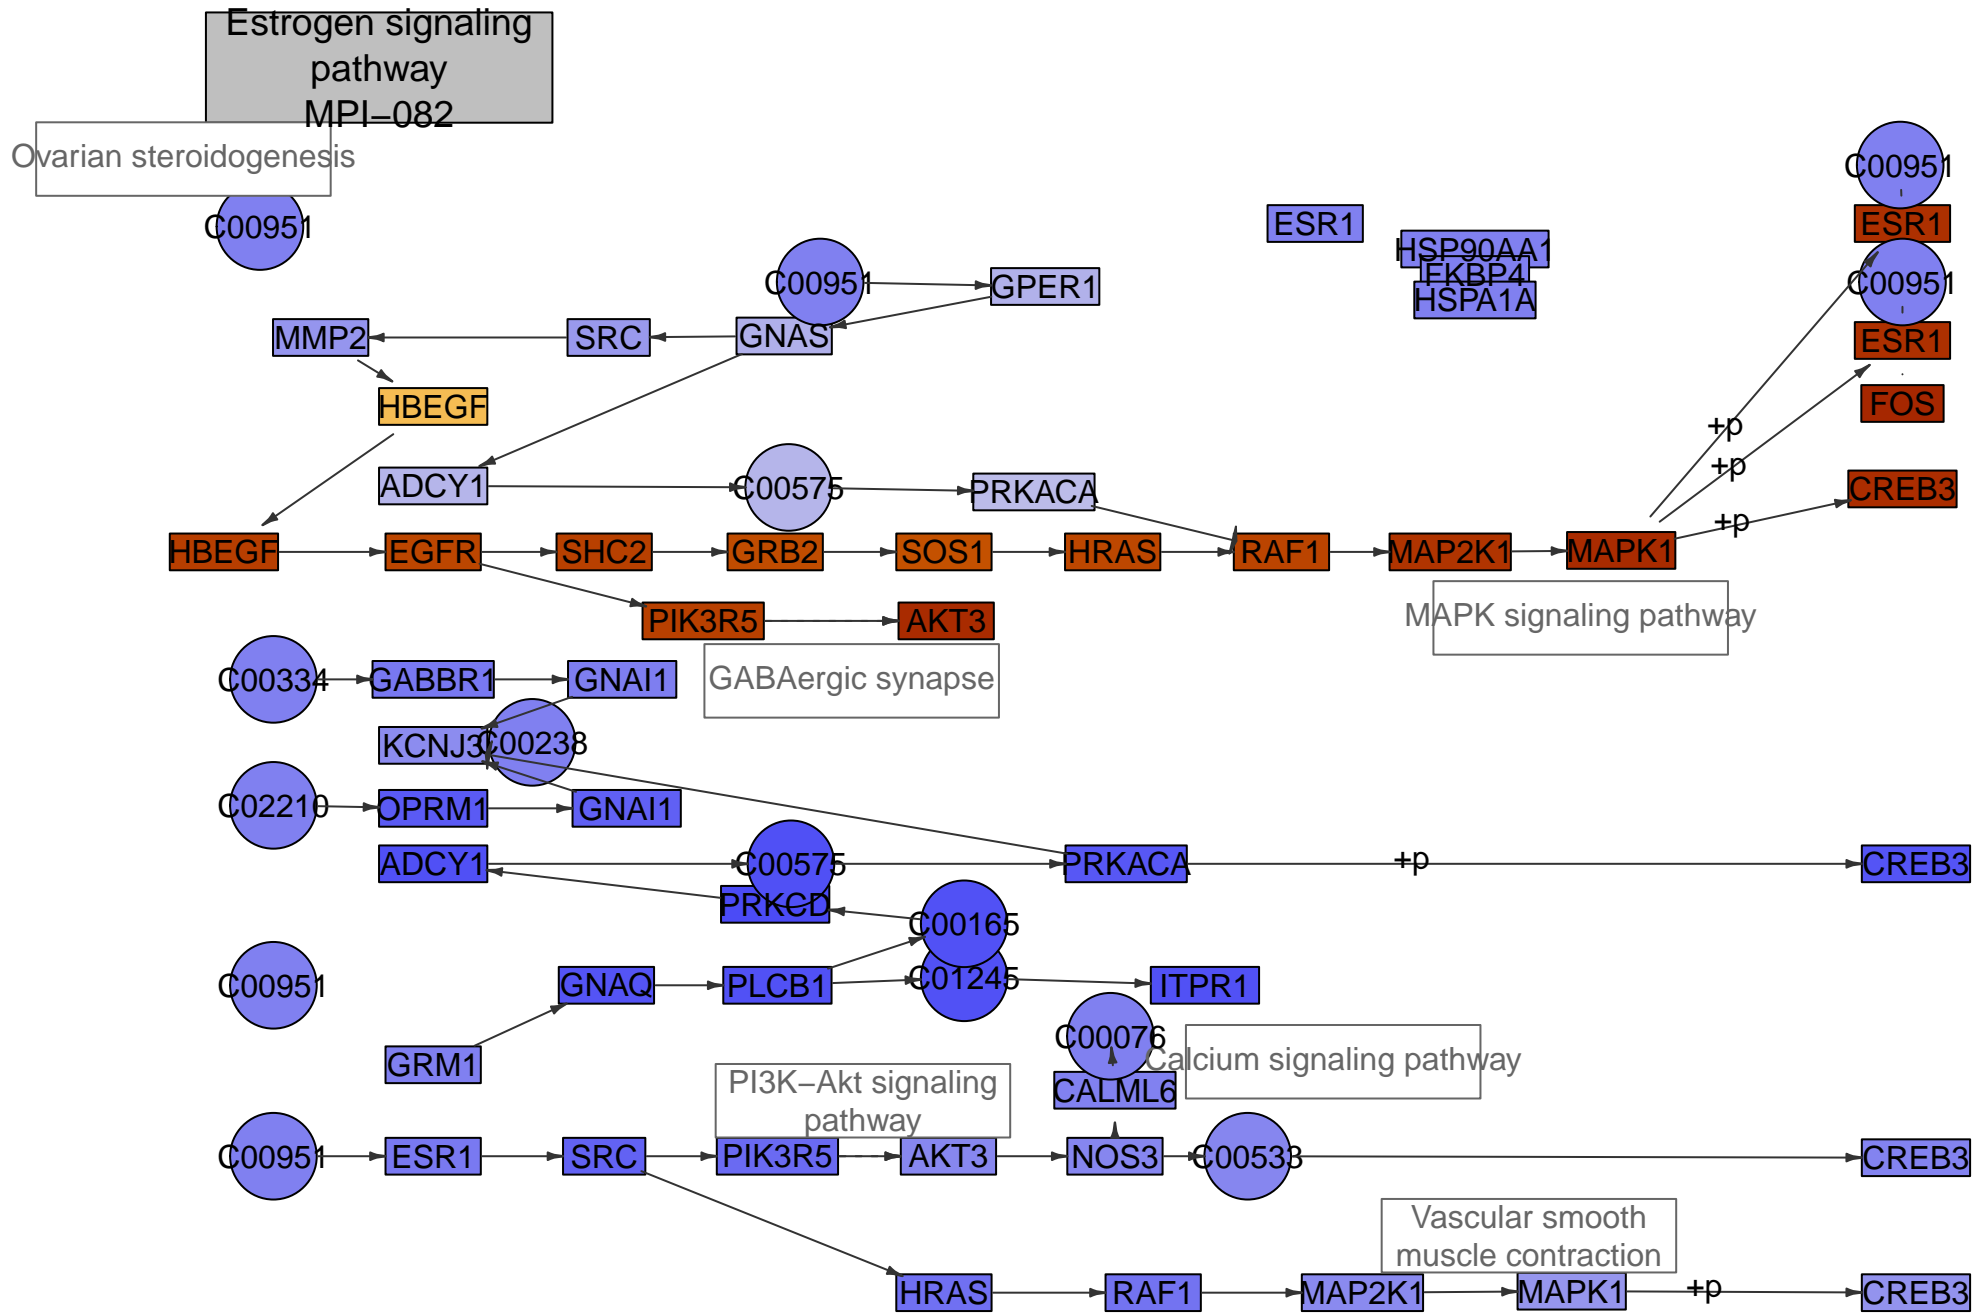 Estrogen signaling
pathway
MPI−082
Ovarian steroidogenesis
C00951
C00951
ESR1
ESR1
C00951
HSP90AA1
FKBP4
HSPA1A
C00951
GPER1
MMP2
SRC
GNAS
ESR1
HBEGF
FOS
+p
+p
ADCY1
C00575
PRKACA
CREB3
+p
HBEGF
EGFR
SHC2
GRB2
SOS1
HRAS
RAF1
MAP2K1
MAPK1
PIK3R5
AKT3
MAPK signaling pathway
C00334
GABBR1
GNAI1
GABAergic synapse
KCNJ3
C00238
C02210
OPRM1
GNAI1
ADCY1
C00575
PRKACA
+p
CREB3
PRKCD
C00165
C00951
GNAQ
PLCB1
C01245
ITPR1
C00076
GRM1
Calcium signaling pathway
CALML6
PI3K−Akt signaling
pathway
C00951
ESR1
SRC
PIK3R5
AKT3
NOS3
C00533
CREB3
Vascular smooth
muscle contraction
HRAS
RAF1
MAP2K1
MAPK1
+p
CREB3